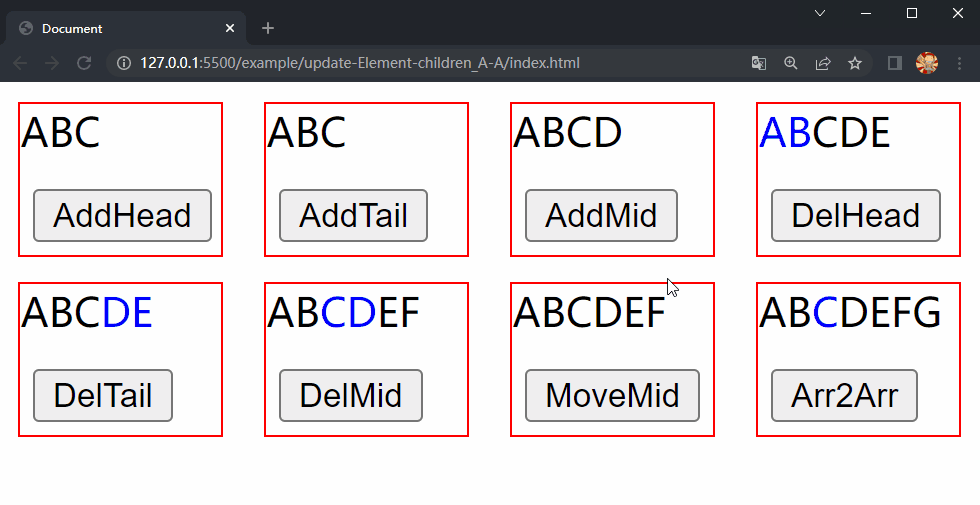 Document
127.0.0.1:5500/example/update-Element-children_A-A/index.html
ABC
AddHead
ABC
AddTail
ABCD
AddMid
ABCDE
DelHead
ABCDE
DelTail
ABCDEF
DelMid
ABCDEF
MoveMid
ABCDEFG
Arr2Arr